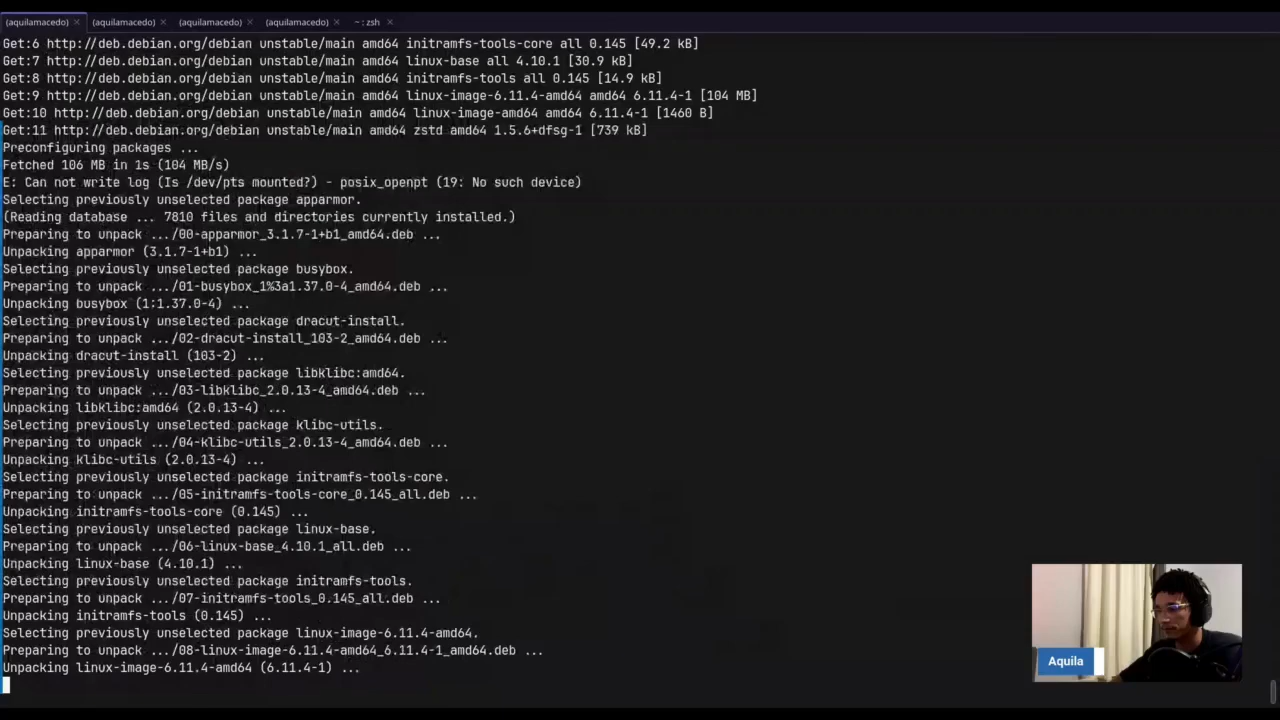 (aquilamacedo) × (aquilamacedo) × (aquilamacedo) × (aquilamacedo) × ~ : zsh ×
Get:6 http://deb.debian.org/debian unstable/main amd64 initramfs-tools-core all 0.145 [49.2 kB]
Get:7 http://deb.debian.org/debian unstable/main amd64 linux-base all 4.10.1 [30.9 kB]
Get:8 http://deb.debian.org/debian unstable/main amd64 initramfs-tools all 0.145 [14.9 kB]
Get:9 http://deb.debian.org/debian unstable/main amd64 linux-image-6.11.4-amd64 amd64 6.11.4-1 [104 MB]
Get:10 http://deb.debian.org/debian unstable/main amd64 linux-image-amd64 amd64 6.11.4-1 [1460 B]
Get:11 http://deb.debian.org/debian unstable/main amd64 zstd amd64 1.5.6+dfsg-1 [739 kB]
Preconfiguring packages ...
Fetched 106 MB in 1s (104 MB/s)
E: Can not write log (Is /dev/pts mounted?) - posix_openpt (19: No such device)
Selecting previously unselected package apparmor.
(Reading database ... 7810 files and directories currently installed.)
Preparing to unpack .../00-apparmor_3.1.7-1+b1_amd64.deb ...
Unpacking apparmor (3.1.7-1+b1) ...
Selecting previously unselected package busybox.
Preparing to unpack .../01-busybox_1%3a1.37.0-4_amd64.deb ...
Unpacking busybox (1:1.37.0-4) ...
Selecting previously unselected package dracut-install.
Preparing to unpack .../02-dracut-install_103-2_amd64.deb ...
Unpacking dracut-install (103-2) ...
Selecting previously unselected package libklibc:amd64.
Preparing to unpack .../03-libklibc_2.0.13-4_amd64.deb ...
Unpacking libklibc:amd64 (2.0.13-4) ...
Selecting previously unselected package klibc-utils.
Preparing to unpack .../04-klibc-utils_2.0.13-4_amd64.deb ...
Unpacking klibc-utils (2.0.13-4) ...
Selecting previously unselected package initramfs-tools-core.
Preparing to unpack .../05-initramfs-tools-core_0.145_all.deb ...
Unpacking initramfs-tools-core (0.145) ...
Selecting previously unselected package linux-base.
Preparing to unpack .../06-linux-base_4.10.1_all.deb ...
Unpacking linux-base (4.10.1) ...
Selecting previously unselected package initramfs-tools.
Preparing to unpack .../07-initramfs-tools_0.145_all.deb ...
Unpacking initramfs-tools (0.145) ...
Selecting previously unselected package linux-image-6.11.4-amd64.
Preparing to unpack .../08-linux-image-6.11.4-amd64_6.11.4-1_amd64.deb ...
Unpacking linux-image-6.11.4-amd64 (6.11.4-1) ...
Aquila